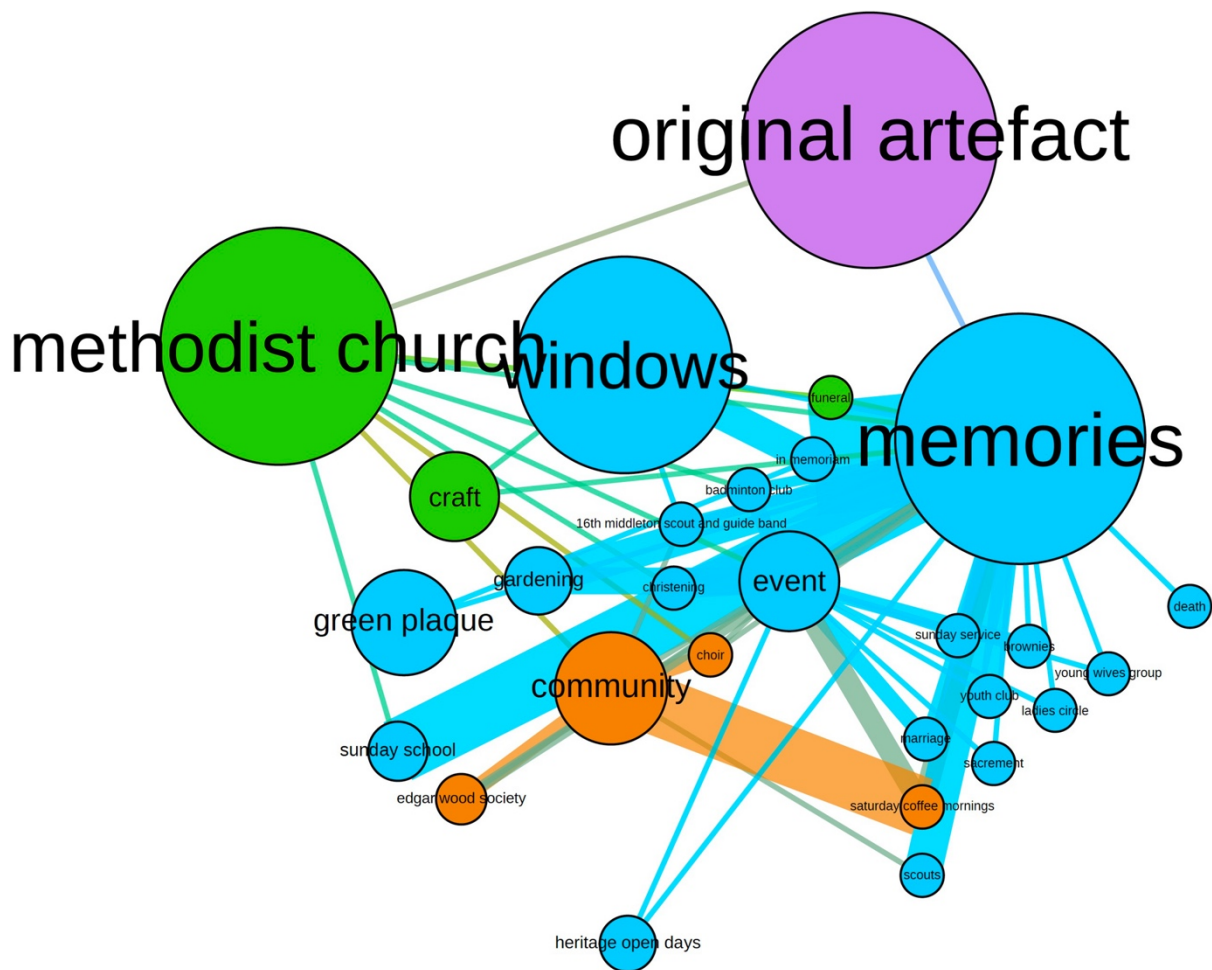 original artefact
methodist church
windows
funeral
memories
in memoriam
badminton club
craft
16th middleton scout and guide band
gardening
christening
event
death
green plaque
sunday service
brownies
choir
young wives group
community
youth club
ladies circle
sunday school
marriage
sacrement
edgar wood society
saturday coffee mornings
scouts
heritage open days